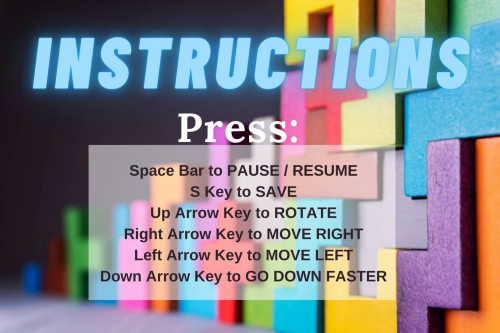 INSTRUCTIONS
Press:
Space Bar to PAUSE / RESUME
S Key to SAVE
Up Arrow Key to ROTATE
Right Arrow Key to MOVE RIGHT
Left Arrow Key to MOVE LEFT
Down Arrow Key to GO DOWN FASTER